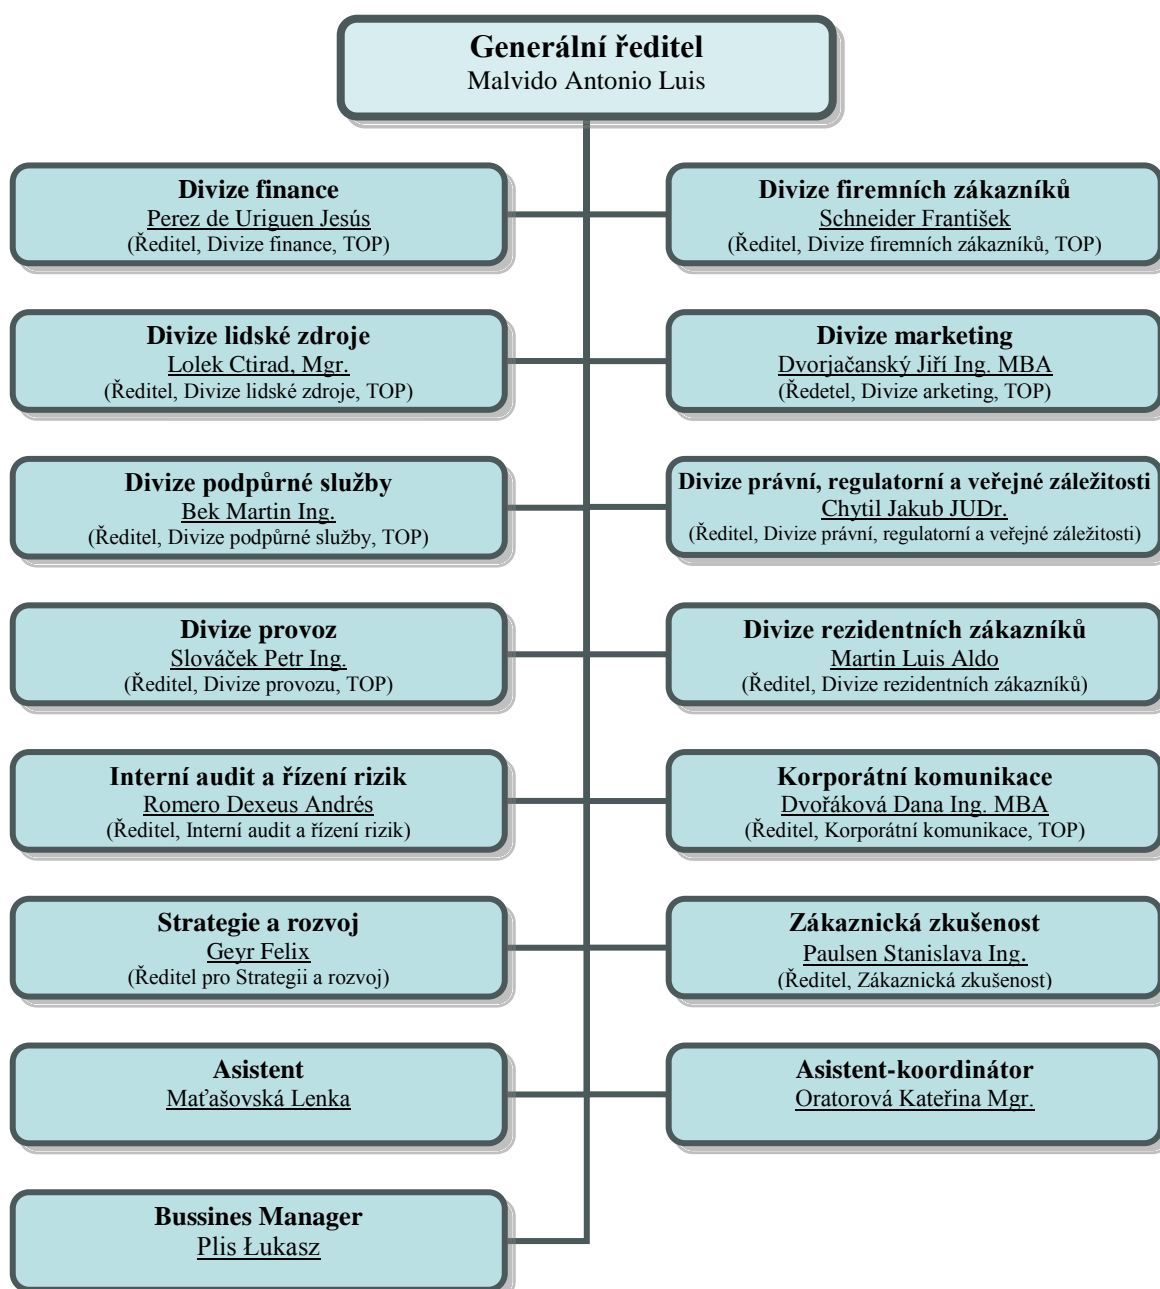 Generální ředitel
Malvido Antonio Luis
Divize finance
Perez de Uriguen Jesús
(Ředitel, Divize finance, TOP)
Divize firemních zákazníků
Schneider František
(Ředitel, Divize firemních zákazníků, TOP)
Divize lidské zdroje
Lolek Ctirad, Mgr.
(Ředitel, Divize lidské zdroje, TOP)
Divize marketing
Dvorjačanský Jiří Ing. MBA
(Ředetel, Divize arketing, TOP)
Divize podpůrné služby
Bek Martin Ing.
(Ředitel, Divize podpůrné služby, TOP)
Divize právní, regulatorní a veřejné záležitosti
Chytil Jakub JUDr.
(Ředitel, Divize právní, regulatorní a veřejné záležitosti)
Divize provoz
Slováček Petr Ing.
(Ředitel, Divize provozu, TOP)
Divize rezidentních zákazníků
Martin Luis Aldo
(Ředitel, Divize rezidentních zákazníků)
Interní audit a řízení rizik
Romero Dexeus Andrés
(Ředitel, Interní audit a řízení rizik)
Korporátní komunikace
Dvořáková Dana Ing. MBA
(Ředitel, Korporátní komunikace, TOP)
Strategie a rozvoj
Geyr Felix
(Ředitel pro Strategii a rozvoj)
Zákaznická zkušenost
Paulsen Stanislava Ing.
(Ředitel, Zákaznická zkušenost)
Asistent
Maťašovská Lenka
Asistent-koordinátor
Oratorová Kateřina Mgr.
Bussines Manager
Plis Łukasz